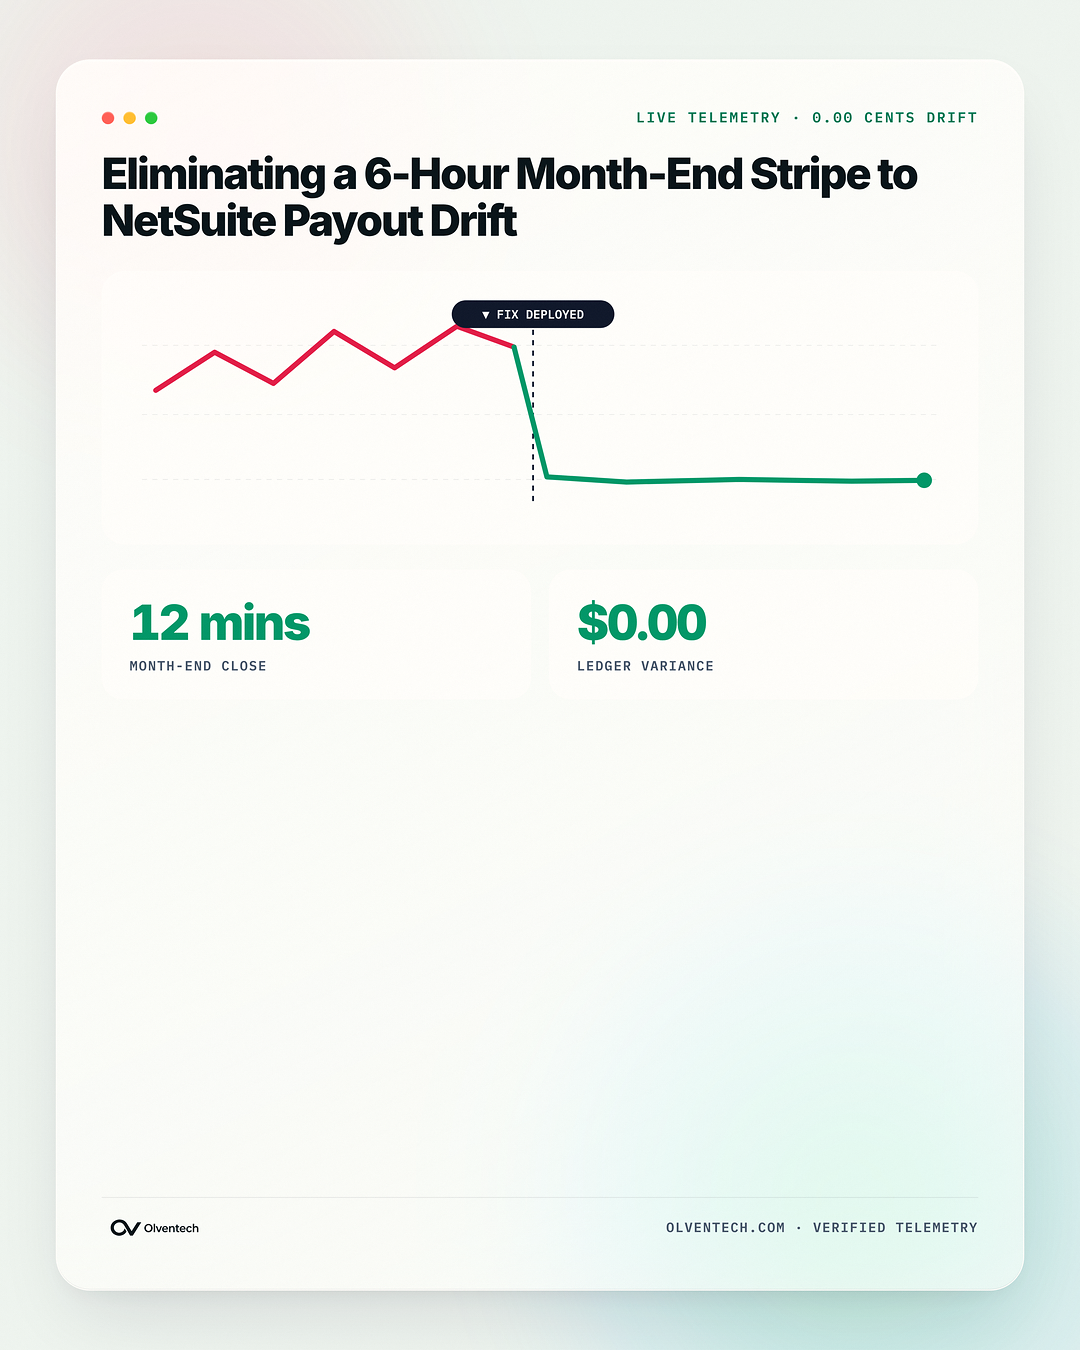 LIVE TELEMETRY · 0.00 CENTS DRIFT
Eliminating a 6-Hour Month-End Stripe to
NetSuite Payout Drift
▼ FIX DEPLOYED
12 mins
MONTH-END CLOSE
$0.00
LEDGER VARIANCE
Olventech
OLVENTECH.COM · VERIFIED TELEMETRY